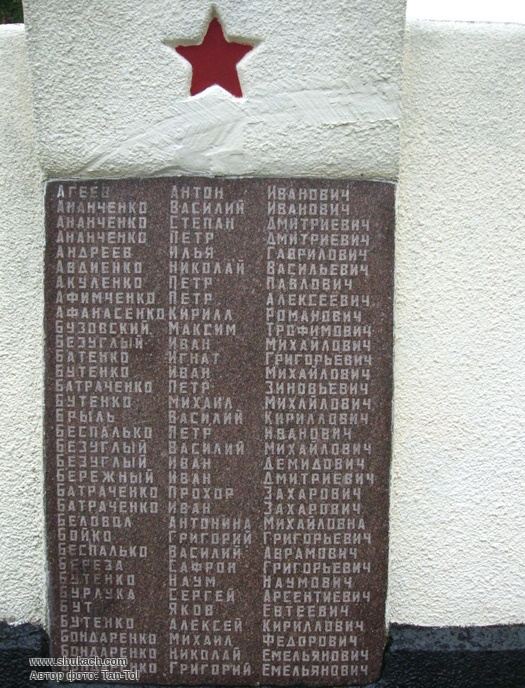 АГЕЕВ АНТОН ИВАНОВИЧ
АНАНЧЕНКО ВАСИЛИЙ ИВАНОВИЧ
АНАНЧЕНКО СТЕПАН ДМИТРИЕВИЧ
АНАНЧЕНКО ПЕТР ДМИТРИЕВИЧ
АНДРЕЕВ ИЛЬЯ ГАВРИЛОВИЧ
АВДИЕНКО НИКОЛАЙ ВАСИЛЬЕВИЧ
АКУЛЕНКО ПЕТР ПАВЛОВИЧ
АФИМЧЕНКО ПЕТР АЛЕКСЕЕВИЧ
АФАНАСЕНКО КИРИЛЛ РОМАНОВИЧ
БУЗОВСКИЙ МАКСИМ ТРОФИМОВИЧ
БЕЗУГЛЫЙ ИВАН МИХАЙЛОВИЧ
БАТЕНКО ИГНАТ ГРИГОРЬЕВИЧ
БУТЕНКО ИВАН МИХАЙЛОВИЧ
БАТРАЧЕНКО ПЕТР ЗИНОВЬЕВИЧ
БУТЕНКО МИХАИЛ МИХАЙЛОВИЧ
БРЫЛЬ ВАСИЛИЙ КИРИЛЛОВИЧ
БЕСПАЛЬКО ПЕТР ИВАНОВИЧ
БЕЗУГЛЫЙ ВАСИЛИЙ МИХАЙЛОВИЧ
БЕЗУГЛЫЙ ИВАН ДЕМИДОВИЧ
БЕРЕЖНЫЙ ИВАН ДМИТРИЕВИЧ
БАТРАЧЕНКО ПРОХОР ЗАХАРОВИЧ
БАТРАЧЕНКО ИВАН ЗАХАРОВИЧ
БЕЛОВОЛ АНТОНИНА МИХАЙЛОВНА
БОЙКО ГРИГОРИЙ ГРИГОРЬЕВИЧ
БЕСПАЛЬКО ВАСИЛИЙ АВРАМОВИЧ
БЕРЕЗА САФРОН ГРИГОРЬЕВИЧ
БУТЕНКО НАУМ НАУМОВИЧ
БУРЛУКА СЕРГЕЙ АРСЕНТИЕВИЧ
БУТ ЯКОВ ЕВТЕЕВИЧ
БУТЕНКО АЛЕКСЕЙ КИРИЛЛОВИЧ
БОНДАРЕНКО МИХАИЛ ФЕДОРОВИЧ
БОНДАРЕНКО НИКОЛАЙ ЕМЕЛЬЯНОВИЧ
ГРИГОРИЙ ЕМЕЛЬЯНОВИЧ
www.shukach.com
Автор фото: Tan-Tol